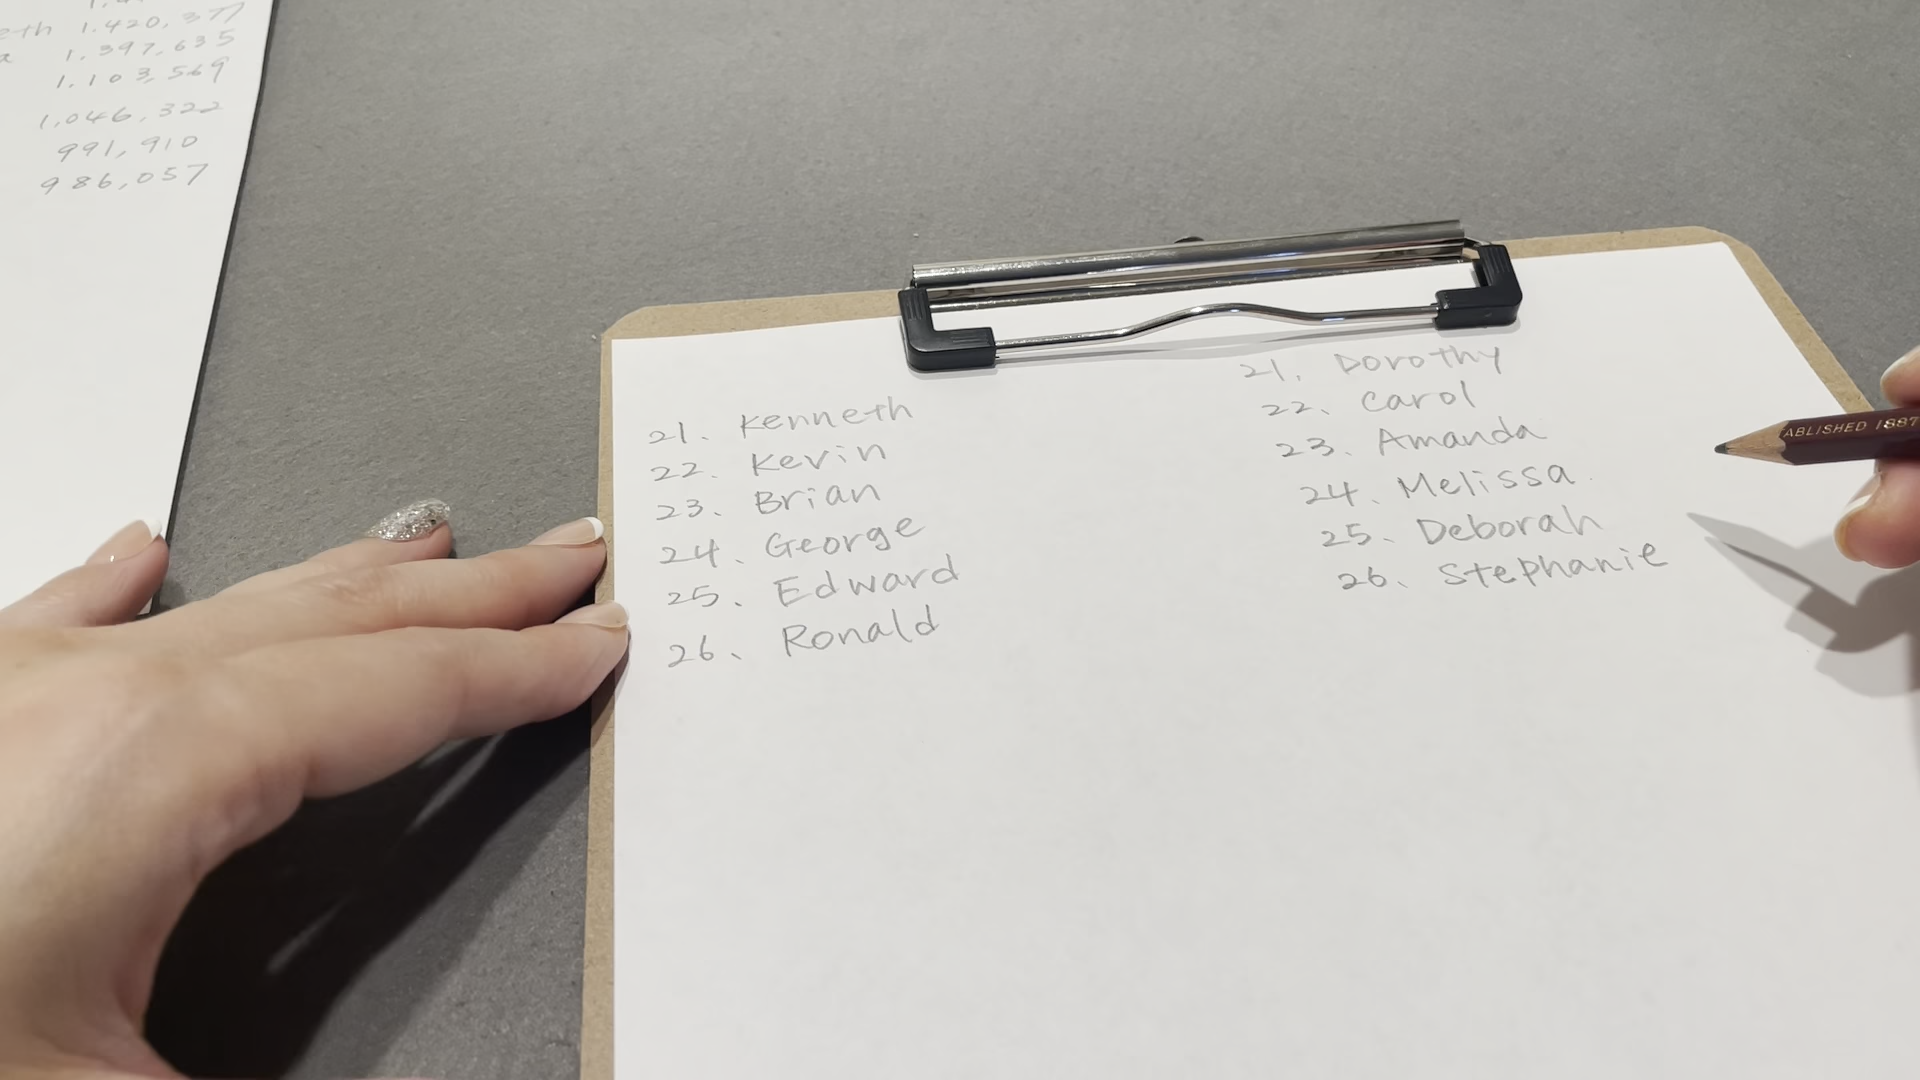 1,420,377
1,397,635
1,103,569
1,046,322
991,910
986,057
21. Kenneth
22. Kevin
23. Brian
24. George
25. Edward
26. Ronald
21. Dorothy
22. Carol
23. Amanda
24. Melissa
25. Deborah
26. Stephanie
ABLISHED 1887